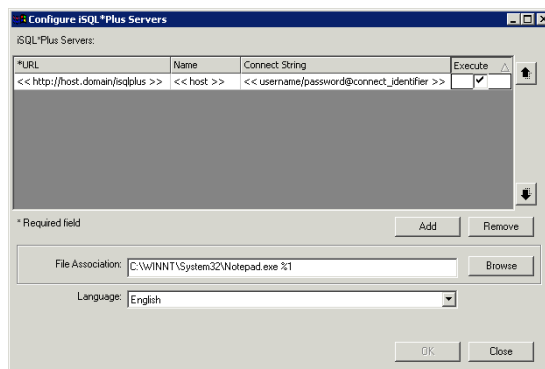 Configure iSQL*Plus Servers
iSQL*Plus Servers:
*URL Name Connect String Execute
<< http://host.domain/isqlplus >> << host >> << username/password@connect_identifier >>
* Required field
Add Remove
File Association: C:\WINNT\System32\Notepad.exe %1 Browse
Language: English
OK Close